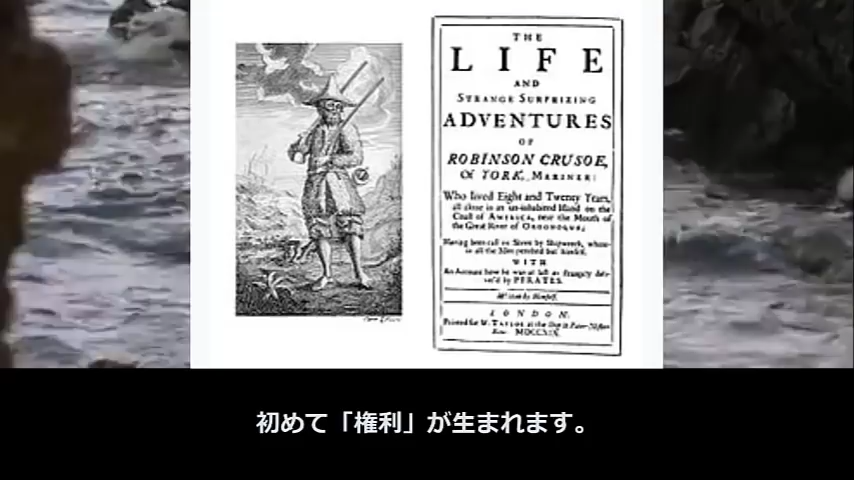 THE
LIFE
AND
STRANGE SURPRIZING
ADVENTURES
OF
ROBINSON CRUSOE,
Of YORK, MARINER:
Who lived Eight and Twenty Years,
all alone in an un-inhabited Island on the
Coast of AMERICA, near the Mouth of
the Great River of OROONOQUE;
Having been cast on Shore by Shipwreck, where-
in all the Men perished but himself.
WITH
An Account how he was at last as strangely deli-
ver'd by PYRATES.
Written by Himself.
LONDON:
Printed for W. TAYLOR at the Ship in Pater-Noster-
Row. MDCCXIX.
初めて「権利」が生まれます。